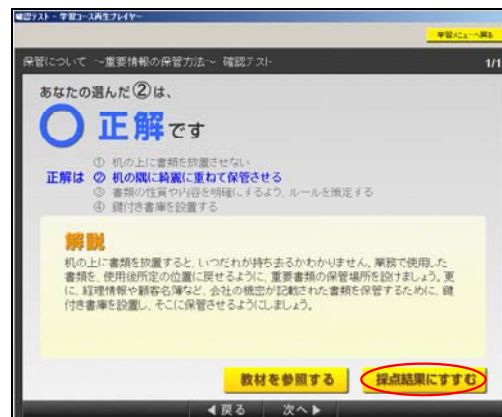 確認テスト - 学習コース再生プレイヤー
学習メニューへ戻る
保管について ～重要情報の保管方法～ 確認テスト
1/1
あなたの選んだ②は、
正解です
① 机の上に書類を放置させない
正解は ② 机の隅に綺麗に重ねて保管させる
③ 書類の性質や内容を明確にするよう、ルールを策定する
④ 鍵付き書庫を設置する
解説
机の上に書類を放置すると、いつだれが持ち去るかわかりません。業務で使用した
書類を、使用後所定の位置に戻せるように、重要書類の保管場所を設けましょう。更
に、経理情報や顧客名簿など、会社の機密が記載された書類を保管するために、鍵
付き書庫を設置し、そこに保管させるようにしましょう。
教材を参照する
採点結果にすすむ
◀ 戻る
次へ ▶